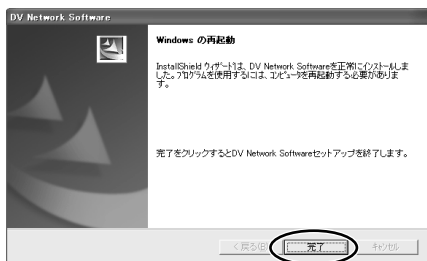 DV Network Software
Windows の再起動
InstallShield ウィザードは、DV Network Softwareを正常にインストールしま
した。プログラムを使用するには、コンピュータを再起動する必要がありま
す。
完了をクリックするとDV Network Softwareセットアップを終了します。
< 戻る(B)
完了
キャンセル